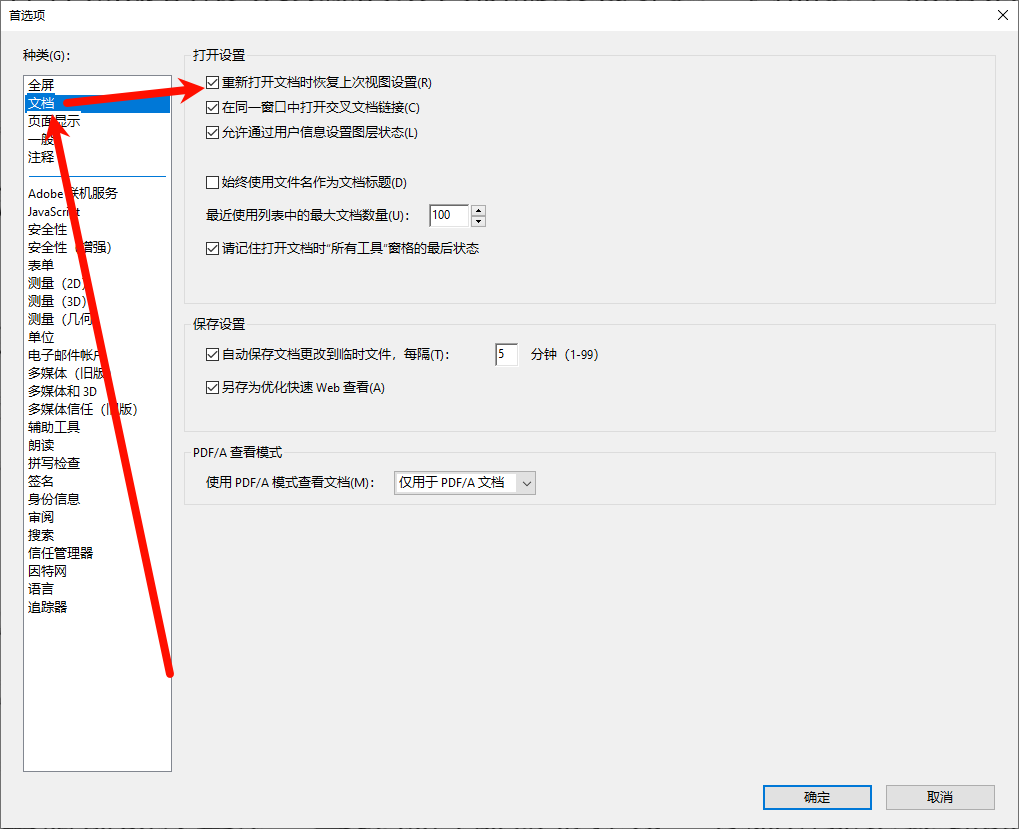 首选项
种类(G):
全屏
文档
页面显示
一般
注释
Adobe 联机服务
JavaScript
安全性
安全性（增强）
表单
测量（2D）
测量（3D）
测量（几何
单位
电子邮件帐户
多媒体（旧版
多媒体和 3D
多媒体信任（旧版）
辅助工具
朗读
拼写检查
签名
身份信息
审阅
搜索
信任管理器
因特网
语言
追踪器
打开设置
重新打开文档时恢复上次视图设置(R)
在同一窗口中打开交叉文档链接(C)
允许通过用户信息设置图层状态(L)
始终使用文件名作为文档标题(D)
最近使用列表中的最大文档数量(U): 100
请记住打开文档时“所有工具”窗格的最后状态
保存设置
自动保存文档更改到临时文件，每隔(T): 5 分钟（1-99）
另存为优化快速 Web 查看(A)
PDF/A 查看模式
使用 PDF/A 模式查看文档(M): 仅用于 PDF/A 文档
确定 取消